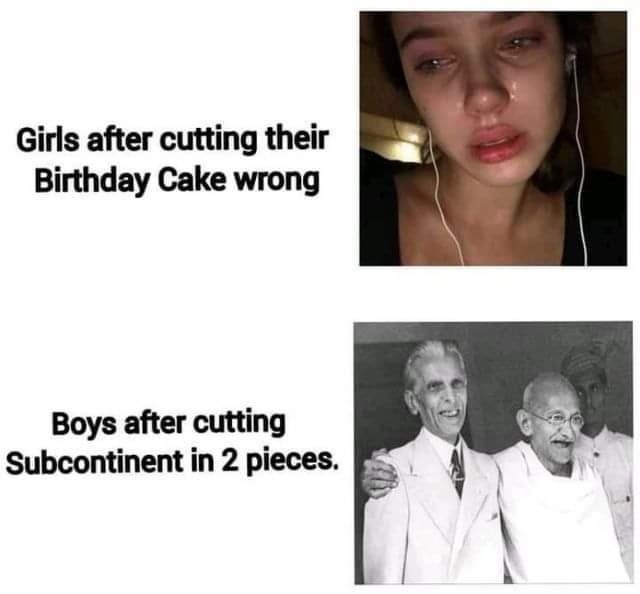 Girls after cutting their
Birthday Cake wrong
Boys after cutting
Subcontinent in 2 pieces.